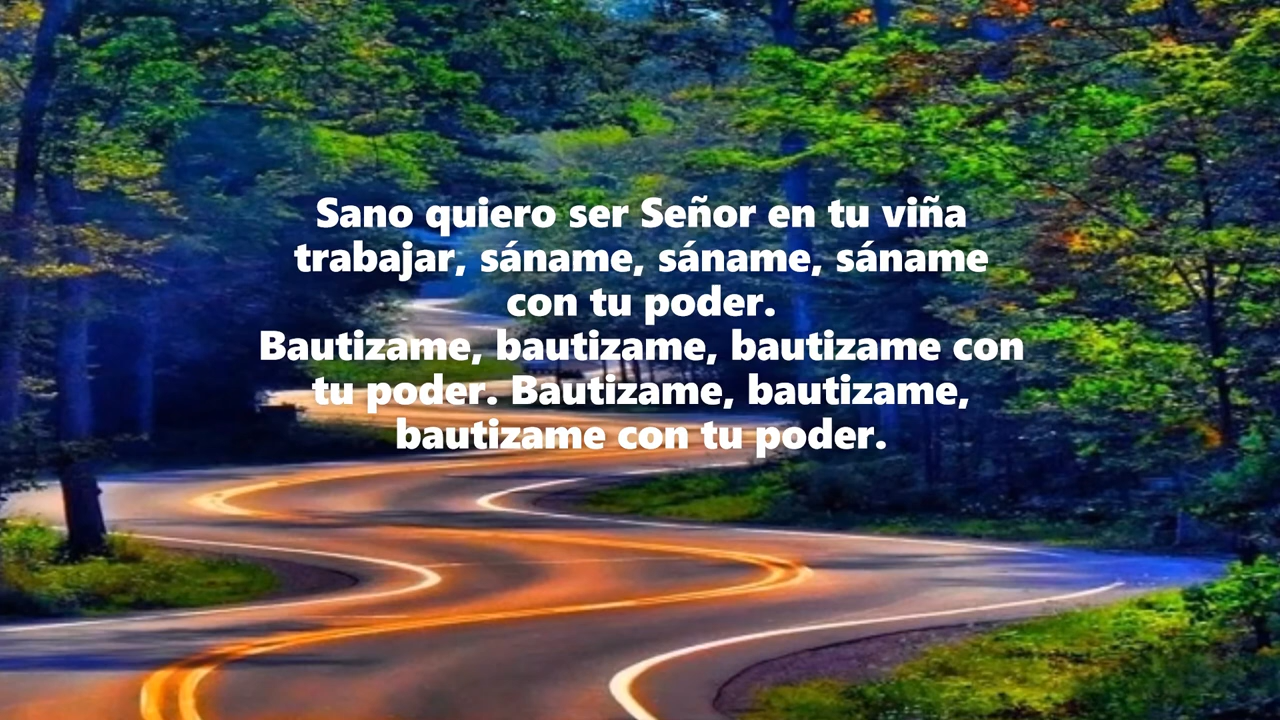 Sano quiero ser Señor en tu viña
trabajar, sáname, sáname, sáname
con tu poder.
Bautizame, bautizame, bautizame con
tu poder. Bautizame, bautizame,
bautizame con tu poder.